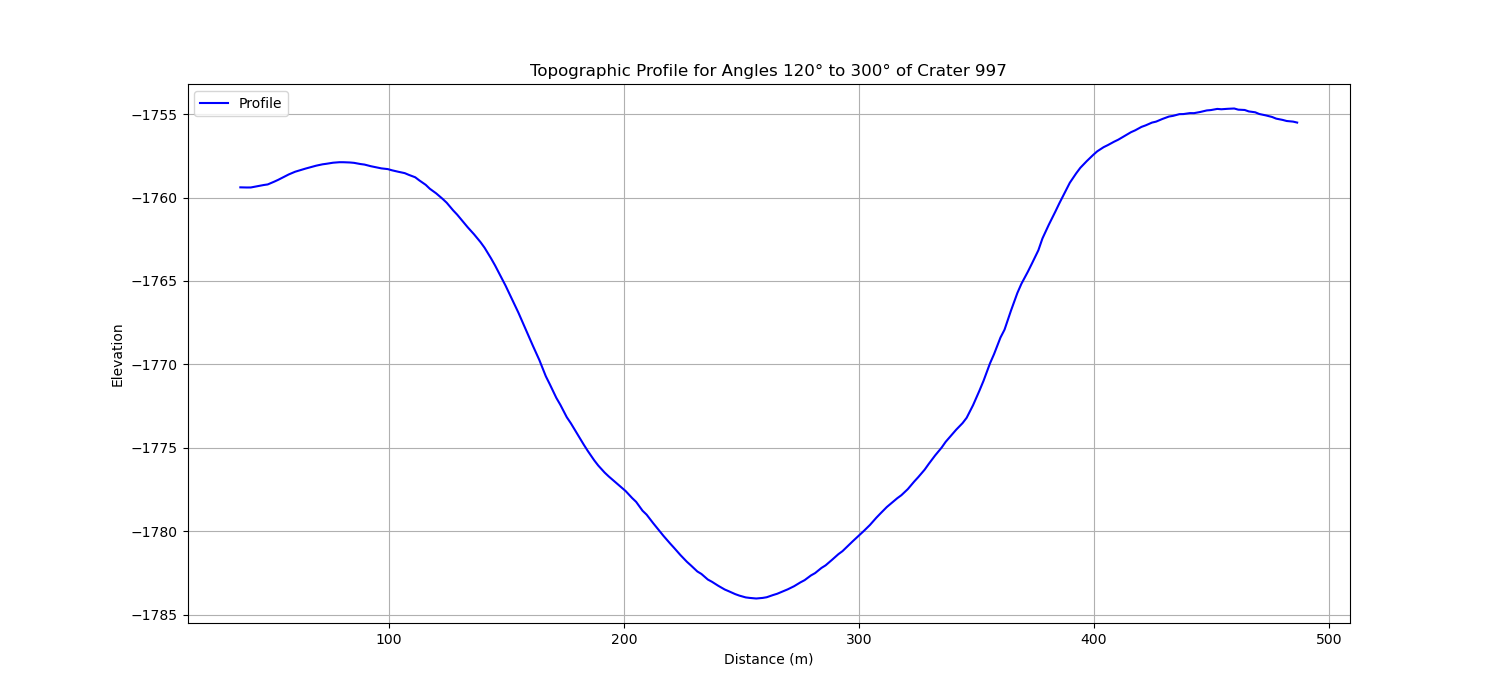 Topographic Profile for Angles 120° to 300° of Crater 997
Profile
−1755
−1760
−1765
−1770
−1775
−1780
−1785
Elevation
100 200 300 400 500
Distance (m)